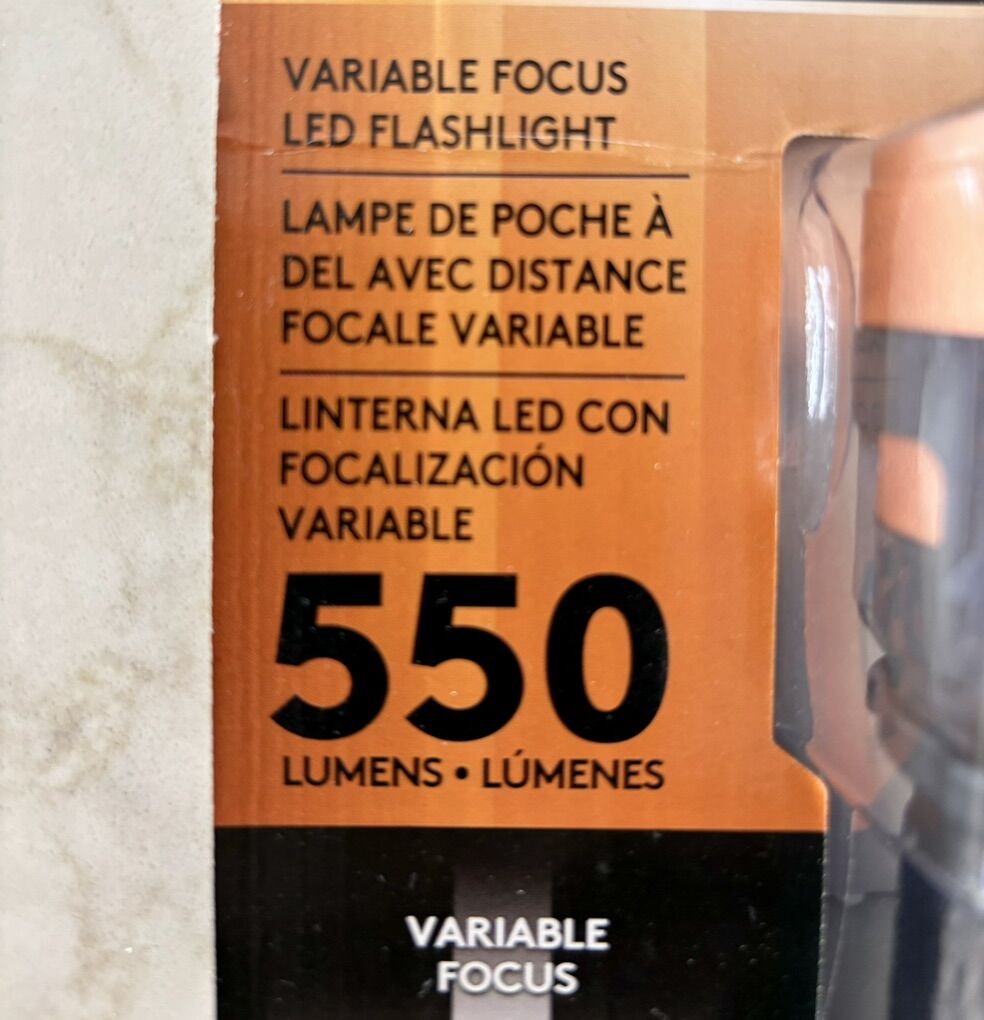 VARIABLE FOCUS
LED FLASHLIGHT
LAMPE DE POCHE À
DEL AVEC DISTANCE
FOCALE VARIABLE
LINTERNA LED CON
FOCALIZACIÓN
VARIABLE
550
LUMENS • LÚMENES
VARIABLE
FOCUS